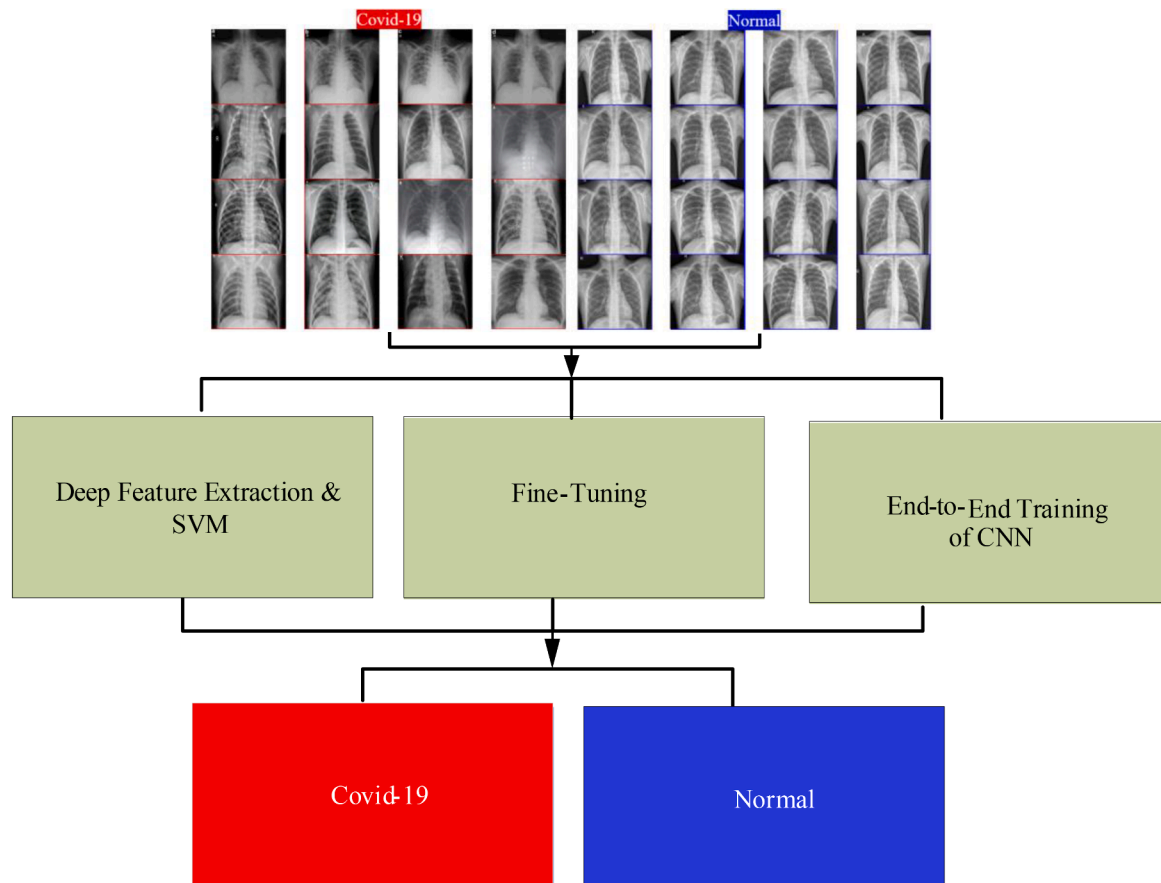 Covid-19
Normal
Deep Feature Extraction &
SVM
Fine-Tuning
End-to-End Training
of CNN
Covid-19
Normal